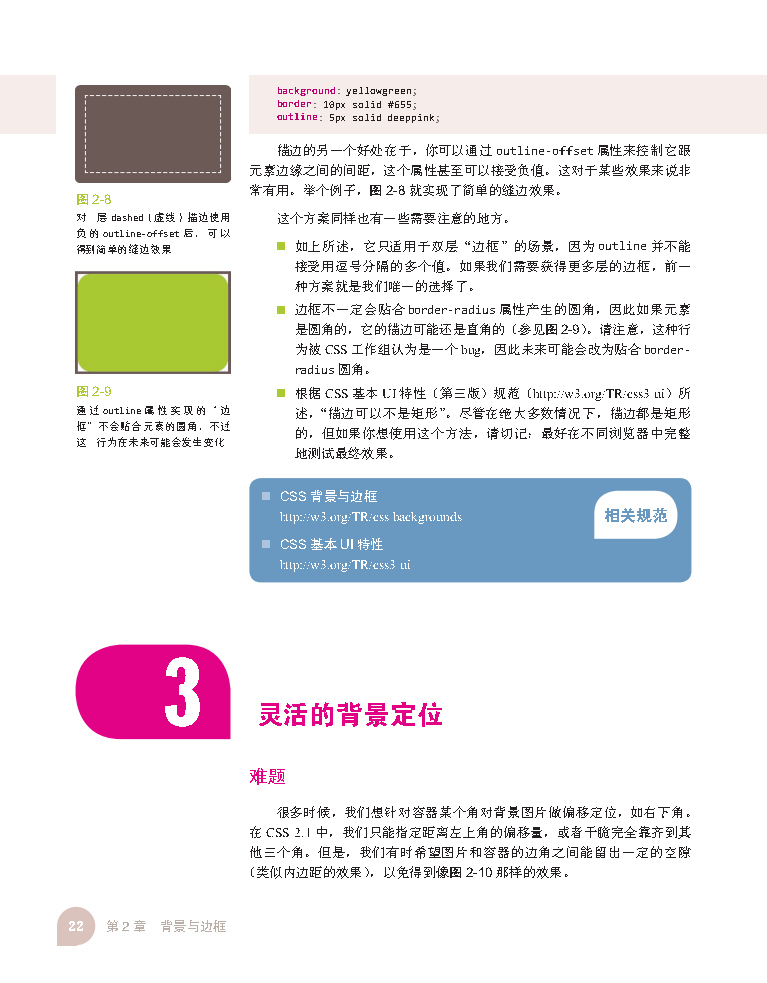 background: yellowgreen;
border: 10px solid #655;
outline: 5px solid deeppink;
描边的另一个好处在于，你可以通过 outline-offset 属性来控制它跟
元素边缘之间的间距，这个属性甚至可以接受负值。这对于某些效果来说非
常有用。举个例子，图 2-8 就实现了简单的缝边效果。
图 2-8
对 层 dashed（虚线）描边使用
负的 outline-offset 后，可以
得到简单的缝边效果
这个方案同样也有一些需要注意的地方。
■ 如上所述，它只适用于双层“边框”的场景，因为 outline 并不能
接受用逗号分隔的多个值。如果我们需要获得更多层的边框，前一
种方案就是我们唯一的选择了。
■ 边框不一定会贴合 border-radius 属性产生的圆角，因此如果元素
是圆角的，它的描边可能还是直角的（参见图 2-9）。请注意，这种行
为被 CSS 工作组认为是一个 bug，因此未来可能会改为贴合 border-
radius 圆角。
图 2-9
通过 outline 属性实现的“边
框”不会贴合元素的圆角，不过
这 行为在未来可能会发生变化
■ 根据 CSS 基本 UI 特性（第三版）规范（http://w3.org/TR/css3 ui）所
述，“描边可以不是矩形”。尽管在绝大多数情况下，描边都是矩形
的，但如果你想使用这个方法，请切记：最好在不同浏览器中完整
地测试最终效果。
■ CSS 背景与边框
http://w3.org/TR/css backgrounds
相关规范
■ CSS 基本 UI 特性
http://w3.org/TR/css3 ui
3
灵活的背景定位
难题
很多时候，我们想针对容器某个角对背景图片做偏移定位，如右下角。
在 CSS 2.1 中，我们只能指定距离左上角的偏移量，或者干脆完全靠齐到其
他三个角。但是，我们有时希望图片和容器的边角之间能留出一定的空隙
（类似内边距的效果），以免得到像图 2-10 那样的效果。
22 第 2 章 背景与边框